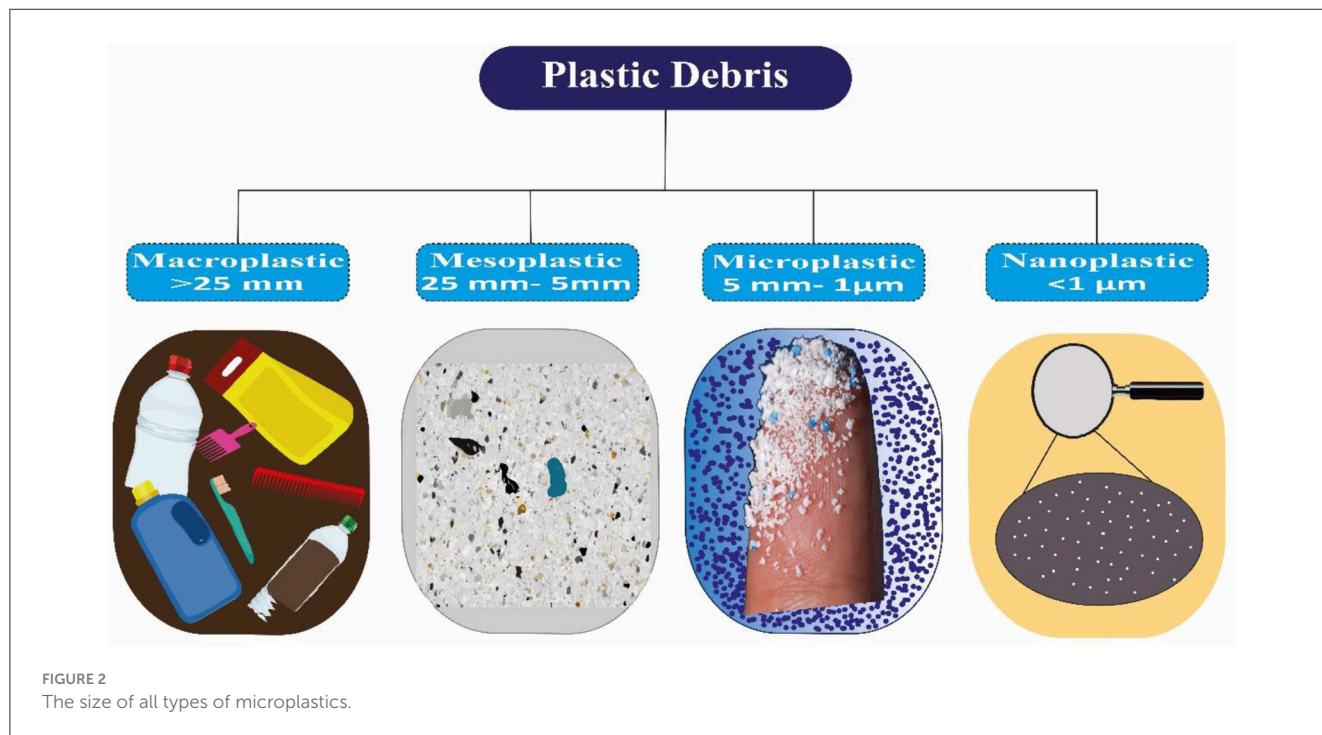 Plastic Debris
Macroplastic
>25 mm
Mesoplastic
25 mm- 5mm
Microplastic
5 mm- 1µm
Nanoplastic
<1 µm
FIGURE 2
The size of all types of microplastics.